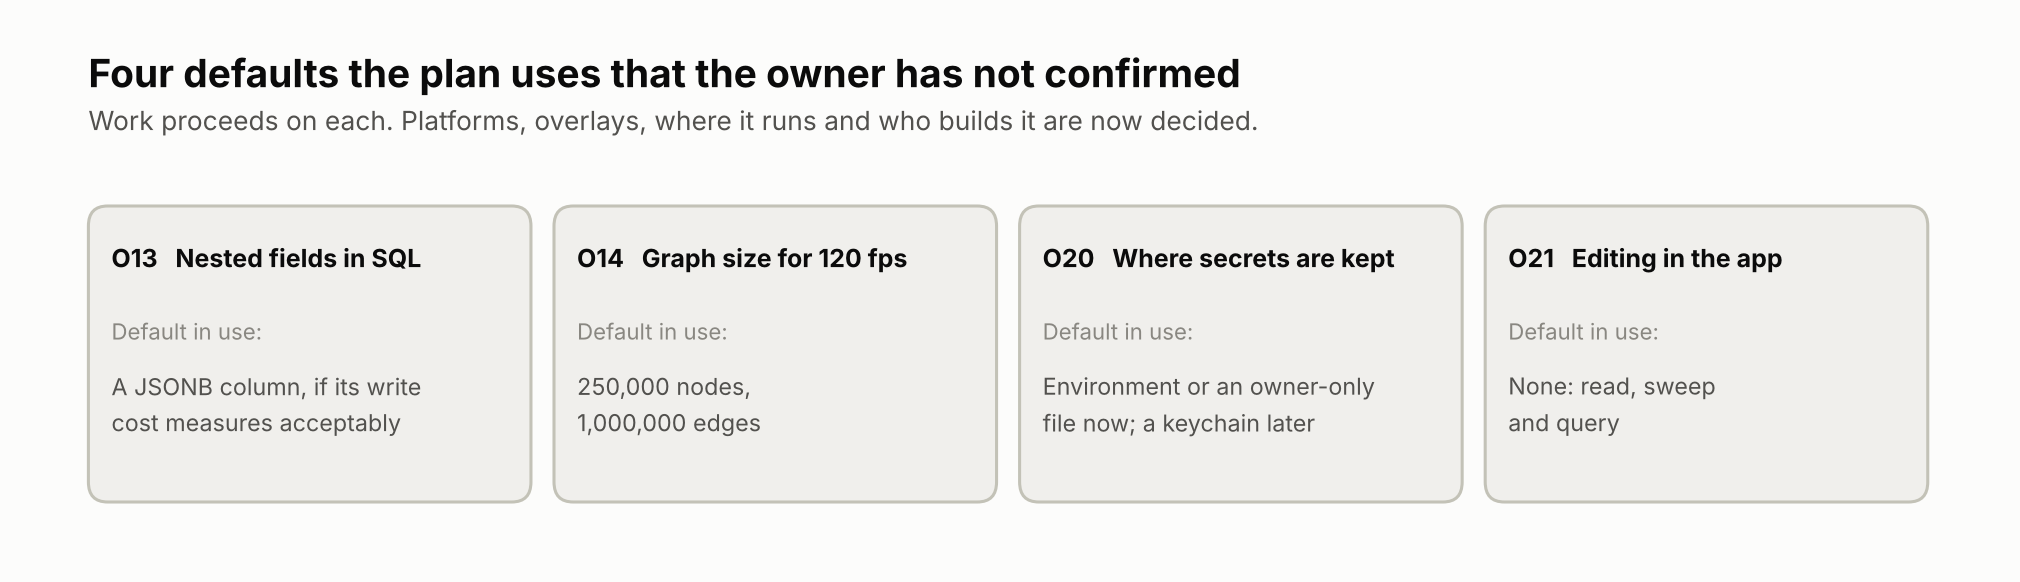 Four defaults the plan uses that the owner has not confirmed
Work proceeds on each. Platforms, overlays, where it runs and who builds it are now decided.
O13 Nested fields in SQL
Default in use:
A JSONB column, if its write
cost measures acceptably
O14 Graph size for 120 fps
Default in use:
250,000 nodes,
1,000,000 edges
O20 Where secrets are kept
Default in use:
Environment or an owner-only
file now; a keychain later
O21 Editing in the app
Default in use:
None: read, sweep
and query